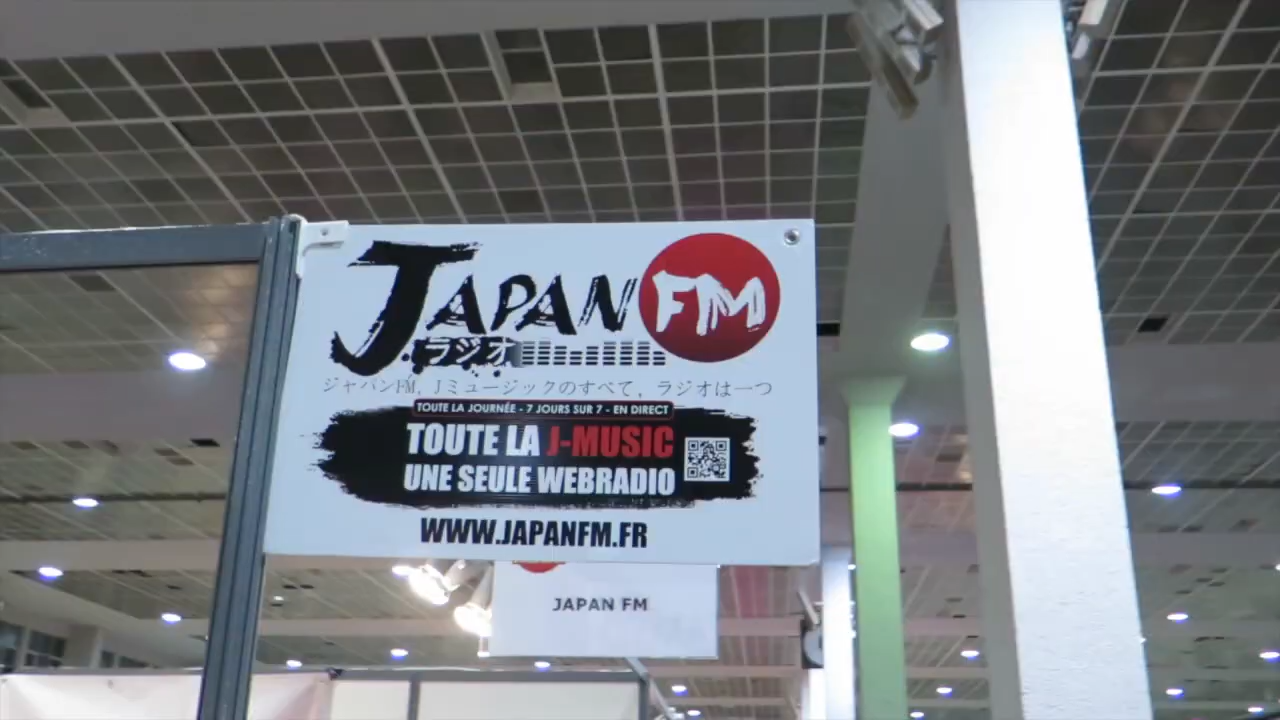 JAPAN FM
ラジオ
ジャパンFM, Jミュージックのすべて, ラジオは一つ
TOUTE LA JOURNÉE - 7 JOURS SUR 7 - EN DIRECT
TOUTE LA J-MUSIC
UNE SEULE WEBRADIO
WWW.JAPANFM.FR
JAPAN FM